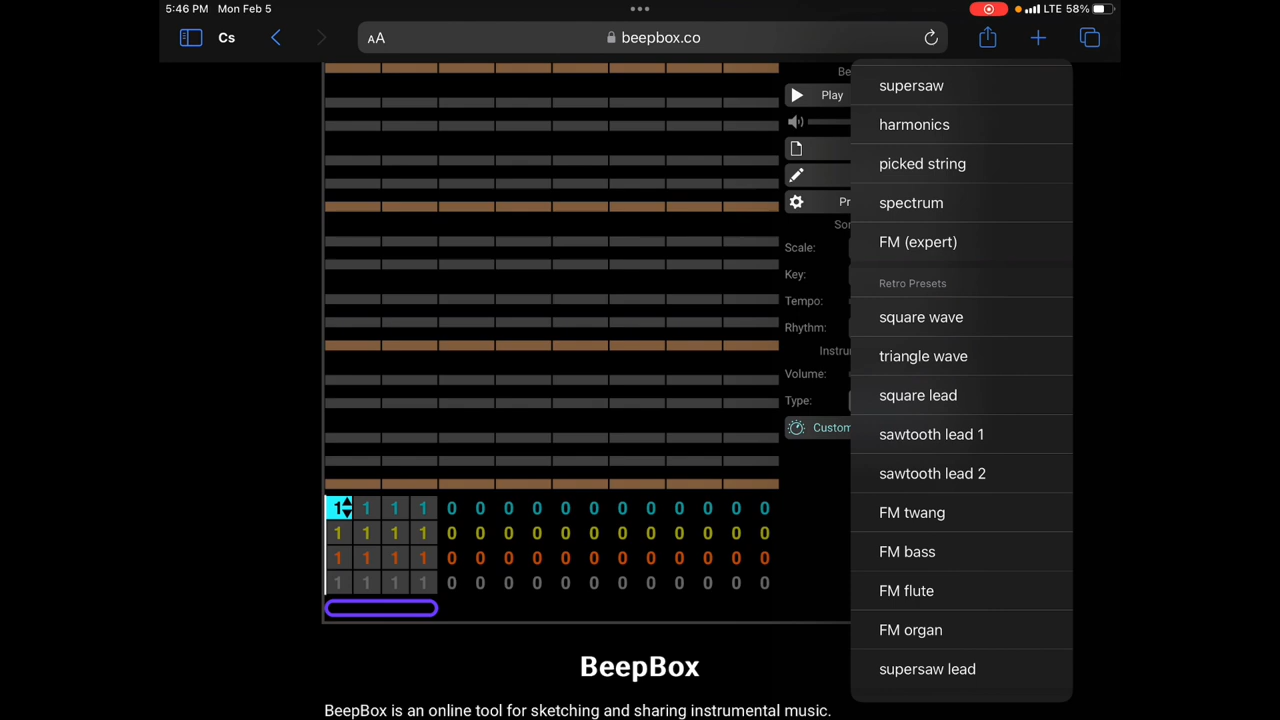 5:46 PM Mon Feb 5
LTE 58%
Cs
AA
beepbox.co
Be
Play
Pr
Son
Scale:
Key:
Tempo:
Rhythm:
Instru
Volume:
Type:
Custom
supersaw
harmonics
picked string
spectrum
FM (expert)
Retro Presets
square wave
triangle wave
square lead
sawtooth lead 1
sawtooth lead 2
FM twang
FM bass
FM flute
FM organ
supersaw lead
1 1 1 1 0 0 0 0 0 0 0 0 0 0 0 0
1 1 1 1 0 0 0 0 0 0 0 0 0 0 0 0
1 1 1 1 0 0 0 0 0 0 0 0 0 0 0 0
1 1 1 1 0 0 0 0 0 0 0 0 0 0 0 0
BeepBox
BeepBox is an online tool for sketching and sharing instrumental music.